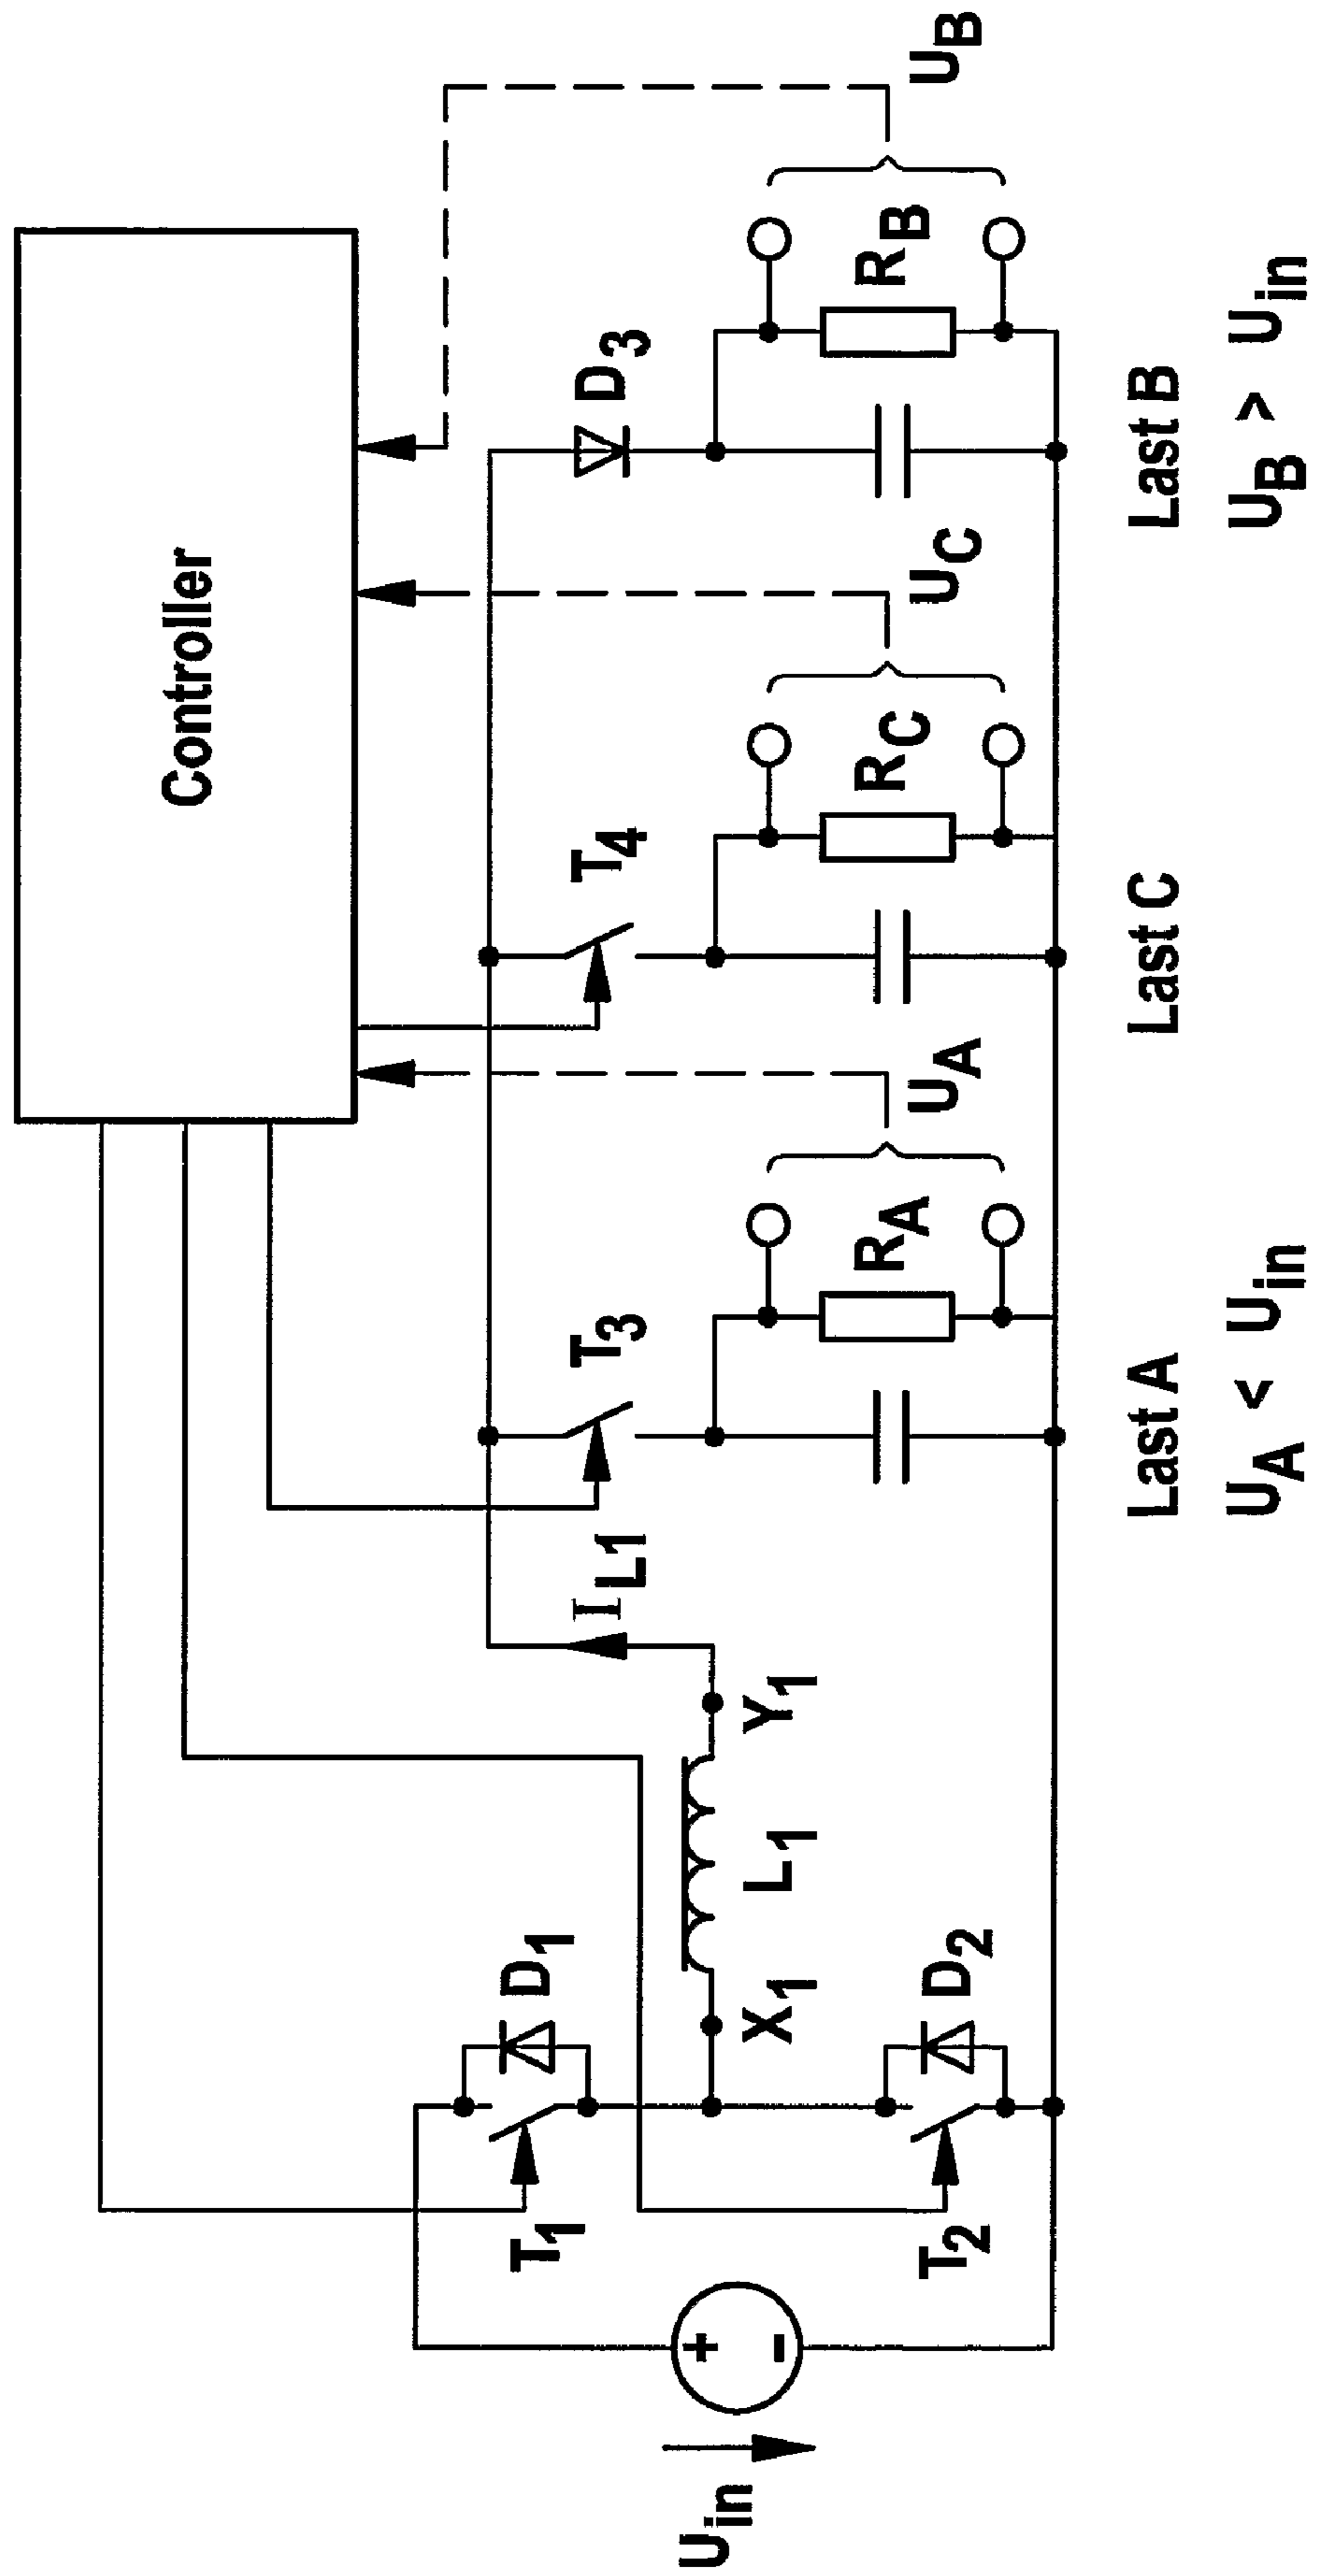 Controller
U_B
U_C
U_A
D_3
T_4
T_3
R_B
R_C
R_A
I_L1
D_1
T_1
X_1
L_1
Y_1
D_2
T_2
U_in
+
-
Last A
U_A < U_in
Last C
Last B
U_B > U_in